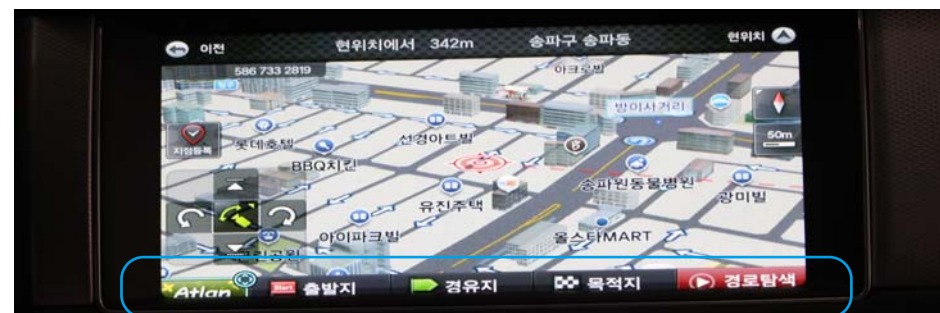 이전
현위치에서 342m
송파구 송파동
현위치
586 733 2819
아크로빌
방이사거리
50m
지점등록
롯데호텔
선경아트빌
BBQ치킨
송파원동물병원
광미빌
유진주택
아이파크빌
올스타MART
Atlan
Start 출발지
경유지
목적지
경로탐색